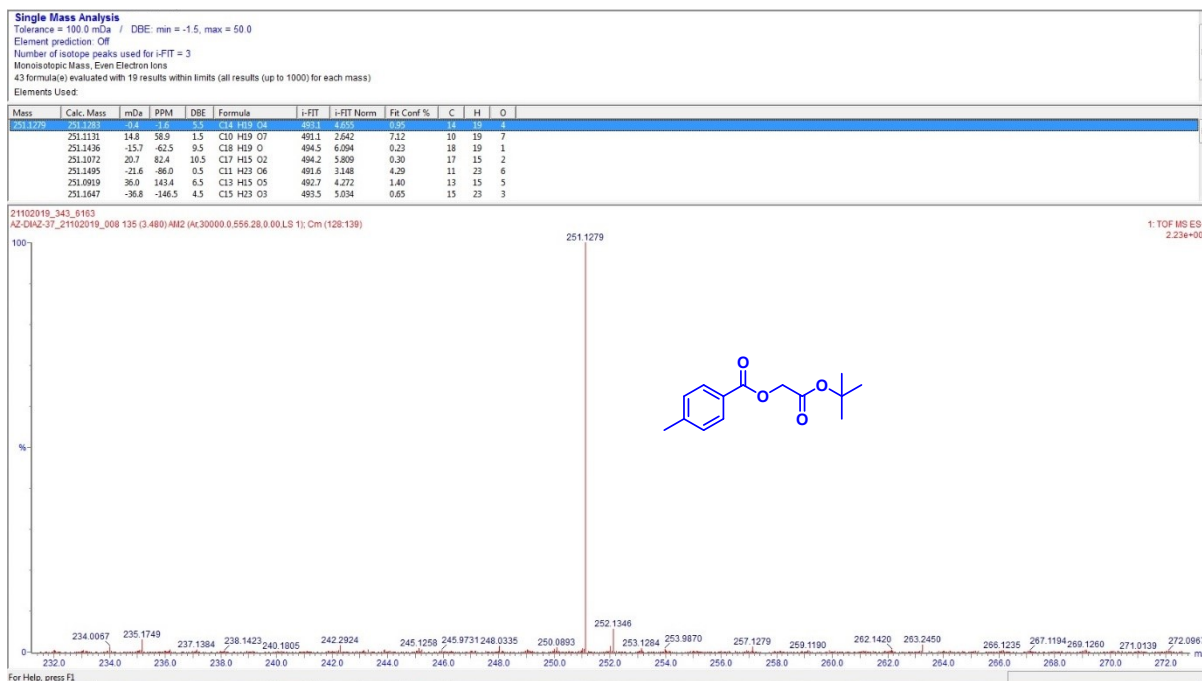 Single Mass Analysis
Tolerance = 100.0 mDa / DBE: min = -1.5, max = 50.0
Element prediction: Off
Number of isotope peaks used for i-FIT = 3
Monoisotopic Mass, Even Electron Ions
43 formula(e) evaluated with 19 results within limits (all results (up to 1000) for each mass)
Elements Used:
Mass Calc. Mass mDa PPM DBE Formula i-FIT i-FIT Norm Fit Conf % C H O
251.1279 251.1283 -0.4 -1.6 5.5 C14 H19 O4 493.1 4.655 0.95 14 19 4
251.1131 14.8 58.9 1.5 C10 H19 O7 491.1 2.642 7.12 10 19 7
251.1436 -15.7 -62.5 9.5 C18 H19 O 494.5 6.094 0.23 18 19 1
251.1072 20.7 82.4 10.5 C17 H15 O2 494.2 5.809 0.30 17 15 2
251.1495 -21.6 -86.0 0.5 C11 H23 O6 491.6 3.148 4.29 11 23 6
251.0919 36.0 143.4 6.5 C13 H15 O5 492.7 4.272 1.40 13 15 5
251.1647 -36.8 -146.5 4.5 C15 H23 O3 493.5 5.034 0.65 15 23 3
21102019_343_6163
AZ-DIAZ-37_21102019_008 135 (3.480) AM2 (Ar,30000.0,556.28,0.00,LS 1); Cm (128:139)
1: TOF MS ES
2.23e+00
100
251.1279
O
O
O
O
%
252.1346
234.0067 235.1749 237.1384 238.1423 240.1805 242.2924 245.1258 245.9731 248.0335 250.0893 253.1284 253.9870 257.1279 259.1190 262.1420 263.2450 266.1235 267.1194 269.1260 271.0139 272.096
0
232.0 234.0 236.0 238.0 240.0 242.0 244.0 246.0 248.0 250.0 252.0 254.0 256.0 258.0 260.0 262.0 264.0 266.0 268.0 270.0 272.0
For Help, press F1